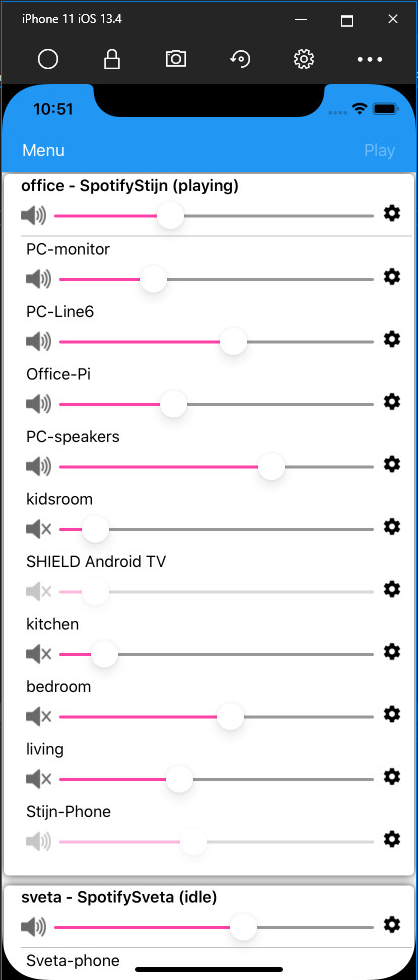 iPhone 11 iOS 13.4
10:51
Menu Play
office - SpotifyStijn (playing)
PC-monitor
PC-Line6
Office-Pi
PC-speakers
kidsroom
SHIELD Android TV
kitchen
bedroom
living
Stijn-Phone
sveta - SpotifySveta (idle)
Sveta-phone